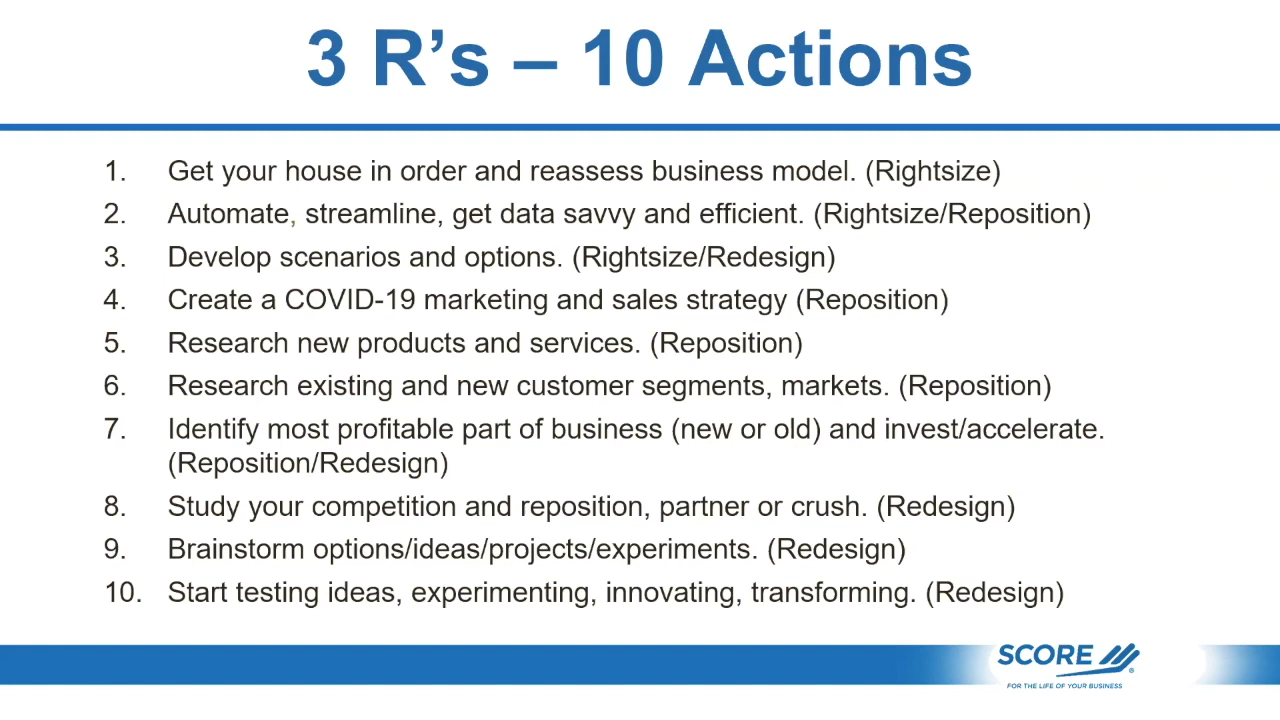 3 R’s – 10 Actions
1. Get your house in order and reassess business model. (Rightsize)
2. Automate, streamline, get data savvy and efficient. (Rightsize/Reposition)
3. Develop scenarios and options. (Rightsize/Redesign)
4. Create a COVID-19 marketing and sales strategy (Reposition)
5. Research new products and services. (Reposition)
6. Research existing and new customer segments, markets. (Reposition)
7. Identify most profitable part of business (new or old) and invest/accelerate.
(Reposition/Redesign)
8. Study your competition and reposition, partner or crush. (Redesign)
9. Brainstorm options/ideas/projects/experiments. (Redesign)
10. Start testing ideas, experimenting, innovating, transforming. (Redesign)
SCORE ®
FOR THE LIFE OF YOUR BUSINESS